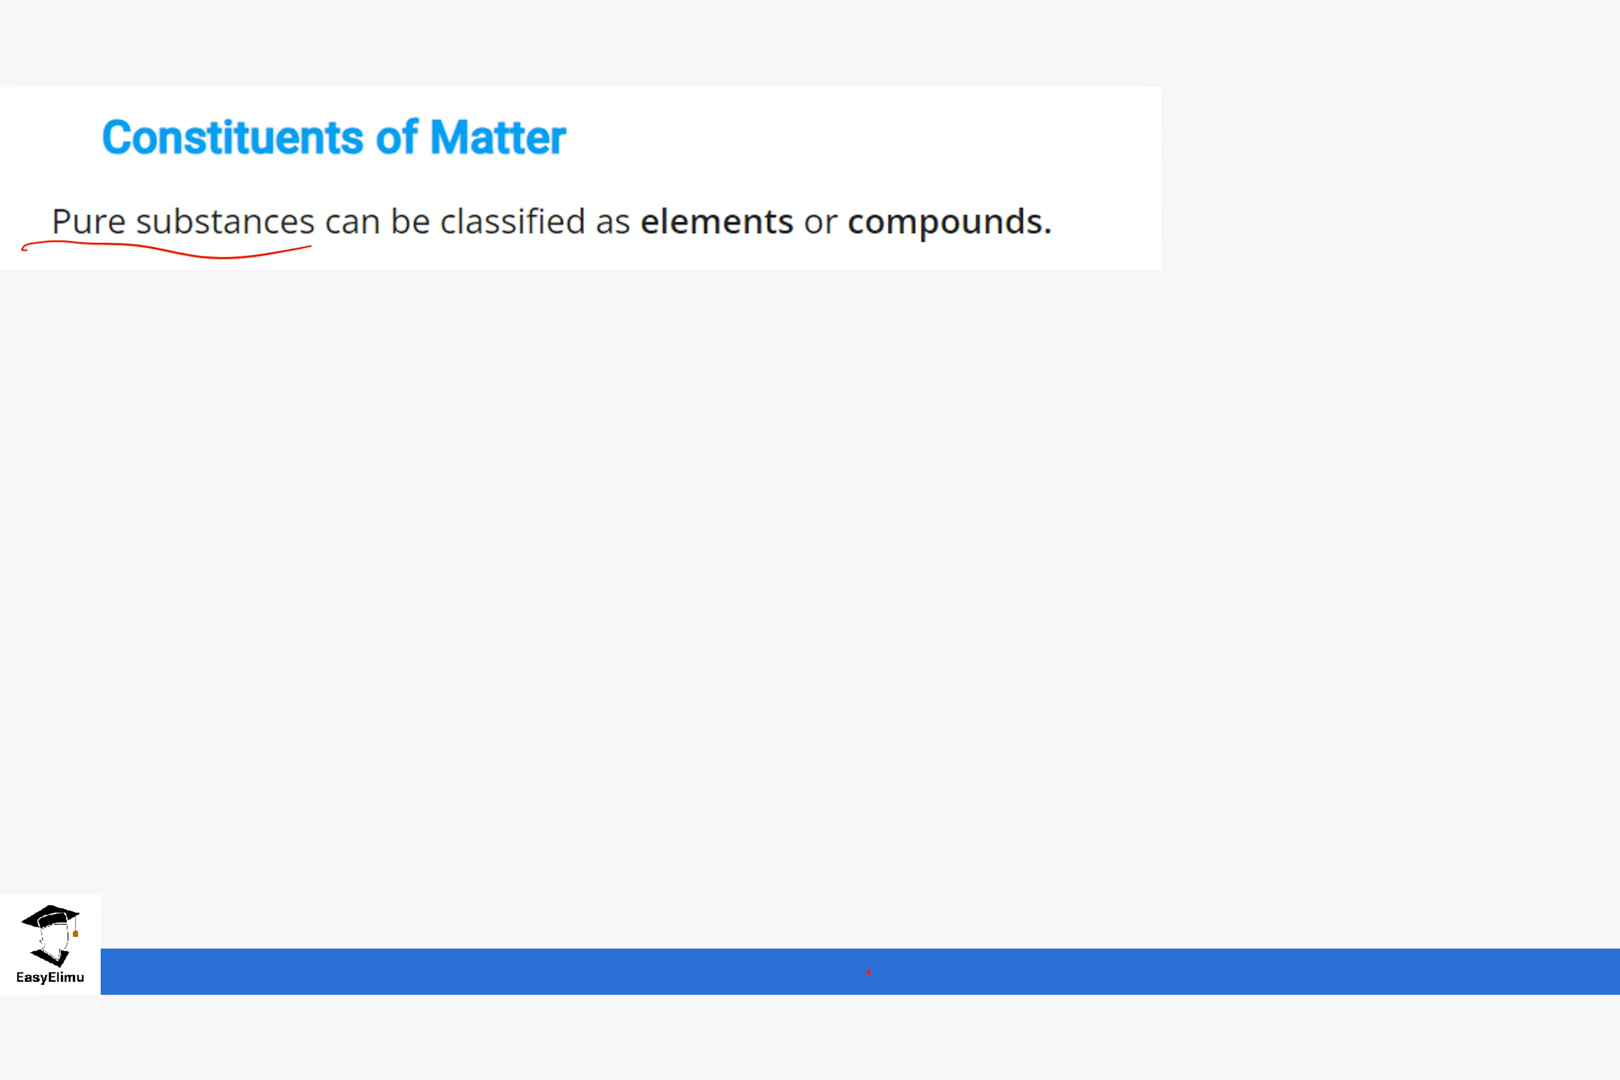 Constituents of Matter
Pure substances can be classified as elements or compounds.
EasyElimu